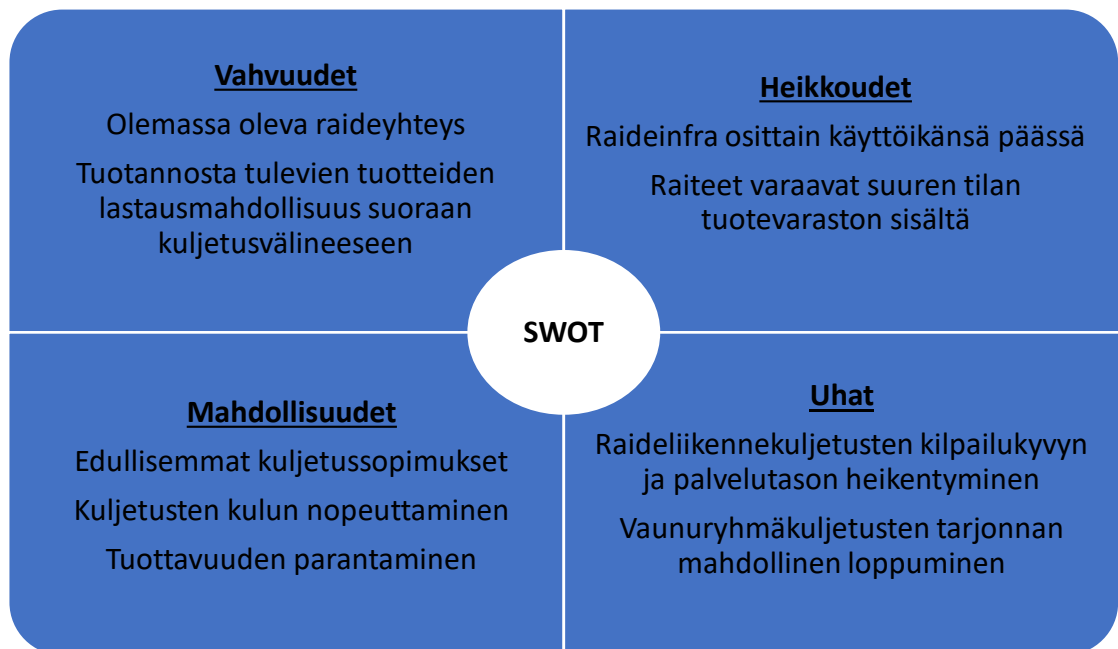 Vahvuudet
Olemassa oleva raideyhteys
Tuotannosta tulevien tuotteiden
lastausmahdollisuus suoraan
kuljetusvälineeseen
Heikkoudet
Raideinfra osittain käyttöikänsä päässä
Raiteet varaavat suuren tilan
tuotevaraston sisältä
SWOT
Mahdollisuudet
Edullisemmat kuljetussopimukset
Kuljetusten kulun nopeuttaminen
Tuottavuuden parantaminen
Uhat
Raideliikennekuljetusten kilpailukyvyn
ja palvelutason heikentyminen
Vaunuryhmäkuljetusten tarjonnan
mahdollinen loppuminen